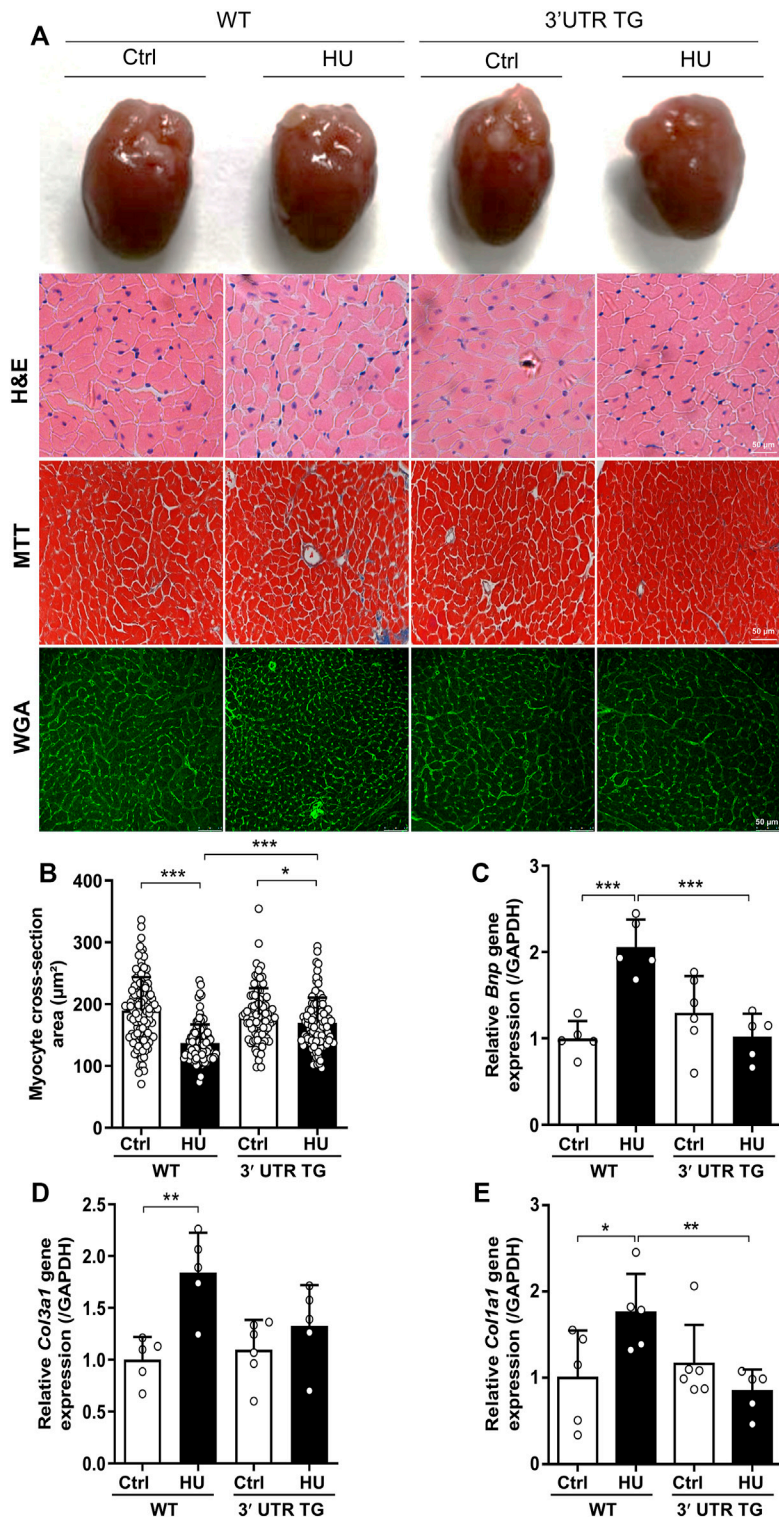 A
WT 3'UTR TG
Ctrl HU Ctrl HU
H&E
50 µm
MTT
50 µm
WGA
50 µm
B
Myocyte cross-section
area (µm²)
400
300
200
100
0
***
***
*
Ctrl HU Ctrl HU
WT 3′ UTR TG
C
Relative Bnp gene
expression (/GAPDH)
3
2
1
0
*** ***
Ctrl HU Ctrl HU
WT 3′ UTR TG
D
Relative Col3a1 gene
expression (/GAPDH)
2.5
2.0
1.5
1.0
0.5
0.0
**
Ctrl HU Ctrl HU
WT 3′ UTR TG
E
Relative Col1a1 gene
expression (/GAPDH)
3
2
1
0
* **
Ctrl HU Ctrl HU
WT 3′ UTR TG